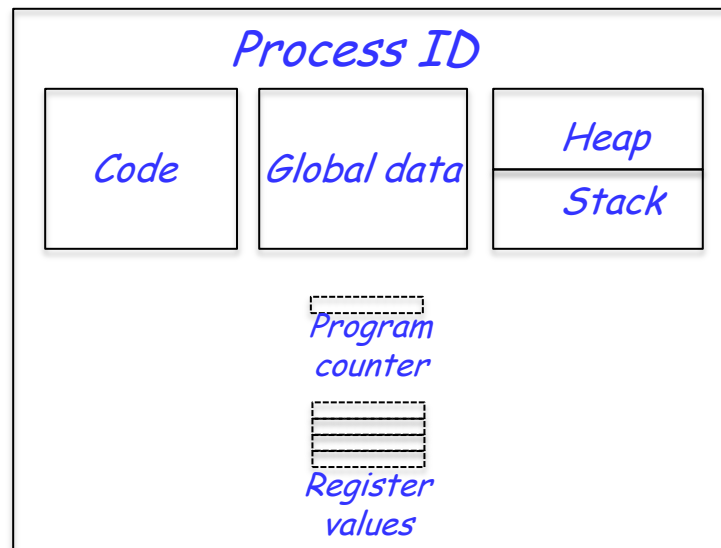 Process ID
Code
Global data
Heap
Stack
Program
counter
Register
values